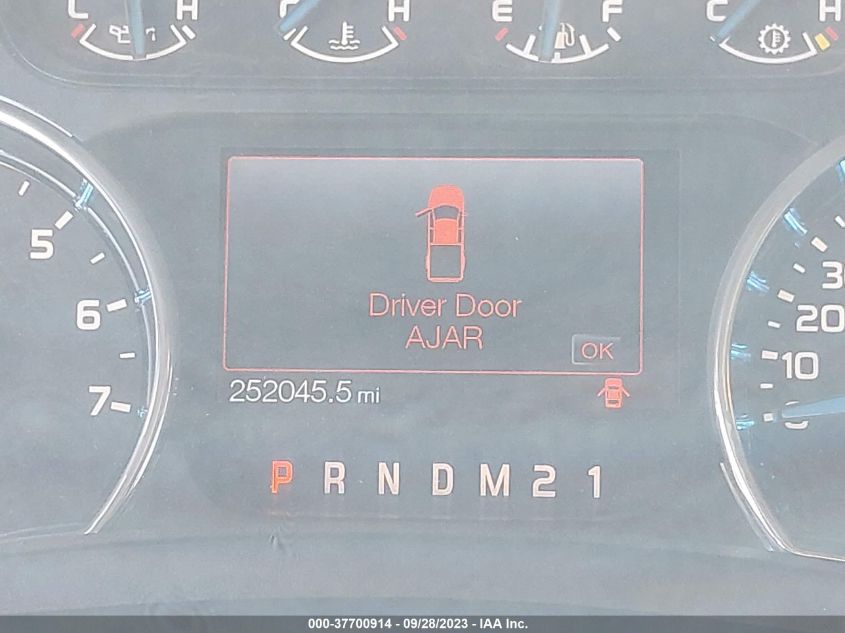 L H C H E F C H
5
6
7
30
20
10
0
Driver Door
AJAR
OK
252045.5 mi
P R N D M 2 1
000-37700914 - 09/28/2023 - IAA Inc.